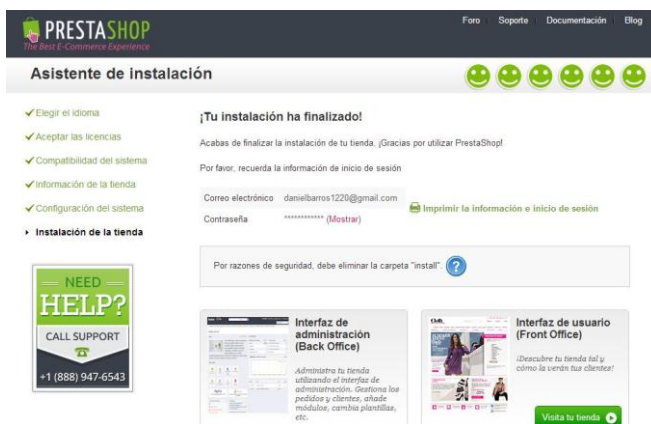 PRESTASHOP
The Best E-Commerce Experience
Foro Soporte Documentación Blog
Asistente de instalación
Elegir el idioma
Aceptar las licencias
Compatibilidad del sistema
Información de la tienda
Configuración del sistema
Instalación de la tienda
NEED
HELP?
CALL SUPPORT
+1 (888) 947-6543
¡Tu instalación ha finalizado!
Acabas de finalizar la instalación de tu tienda. ¡Gracias por utilizar PrestaShop!
Por favor, recuerda la información de inicio de sesión
Correo electrónico danielbarros1220@gmail.com
Contraseña ************ (Mostrar)
Imprimir la información e inicio de sesión
Por razones de seguridad, debe eliminar la carpeta "install". ?
Interfaz de
administración
(Back Office)
Administra tu tienda
utilizando el interfaz de
administración. Gestiona los
pedidos y clientes, añade
módulos, cambia plantillas,
etc.
Interfaz de usuario
(Front Office)
¡Descubre tu tienda tal y
cómo la verán tus clientes!
Visita tu tienda